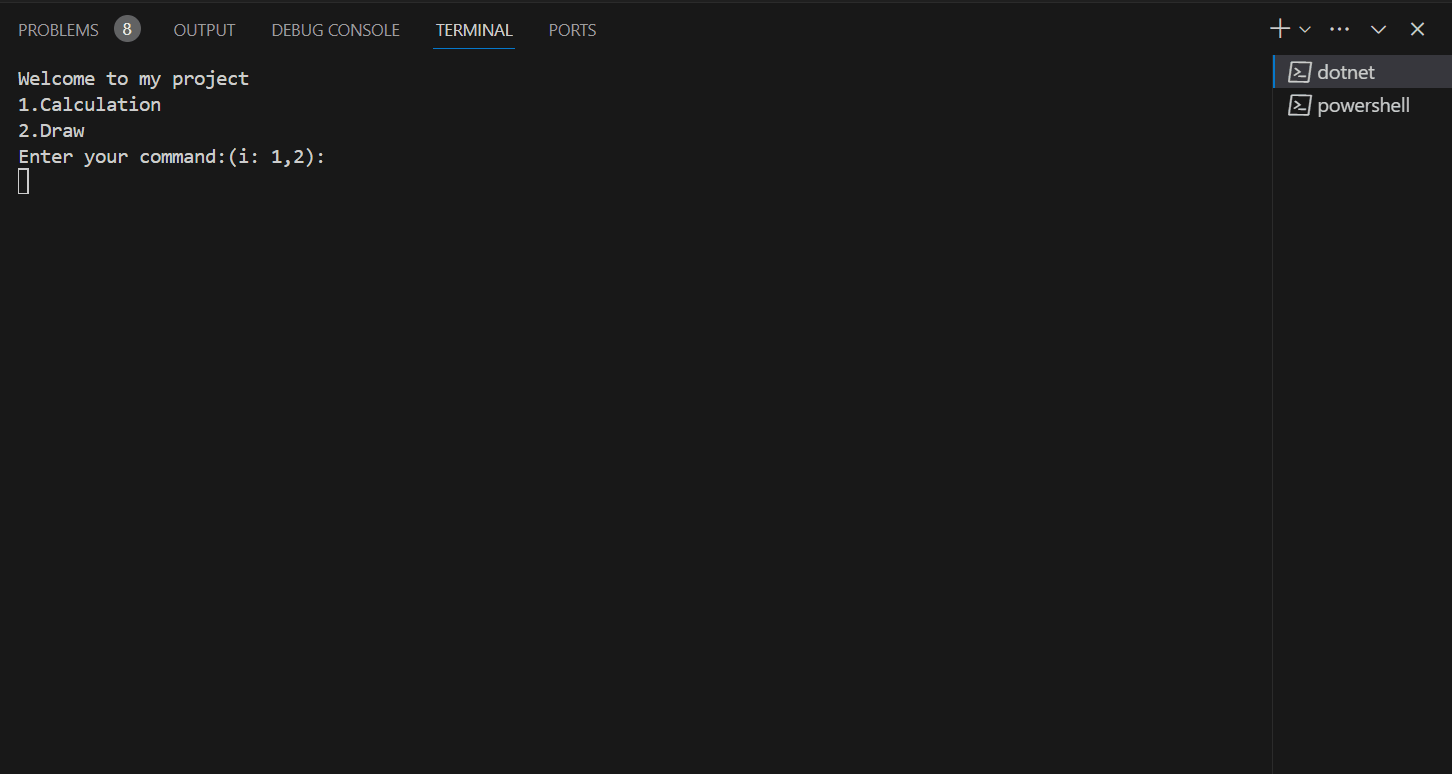 PROBLEMS 8 OUTPUT DEBUG CONSOLE TERMINAL PORTS
Welcome to my project
1.Calculation
2.Draw
Enter your command:(i: 1,2):
dotnet
powershell